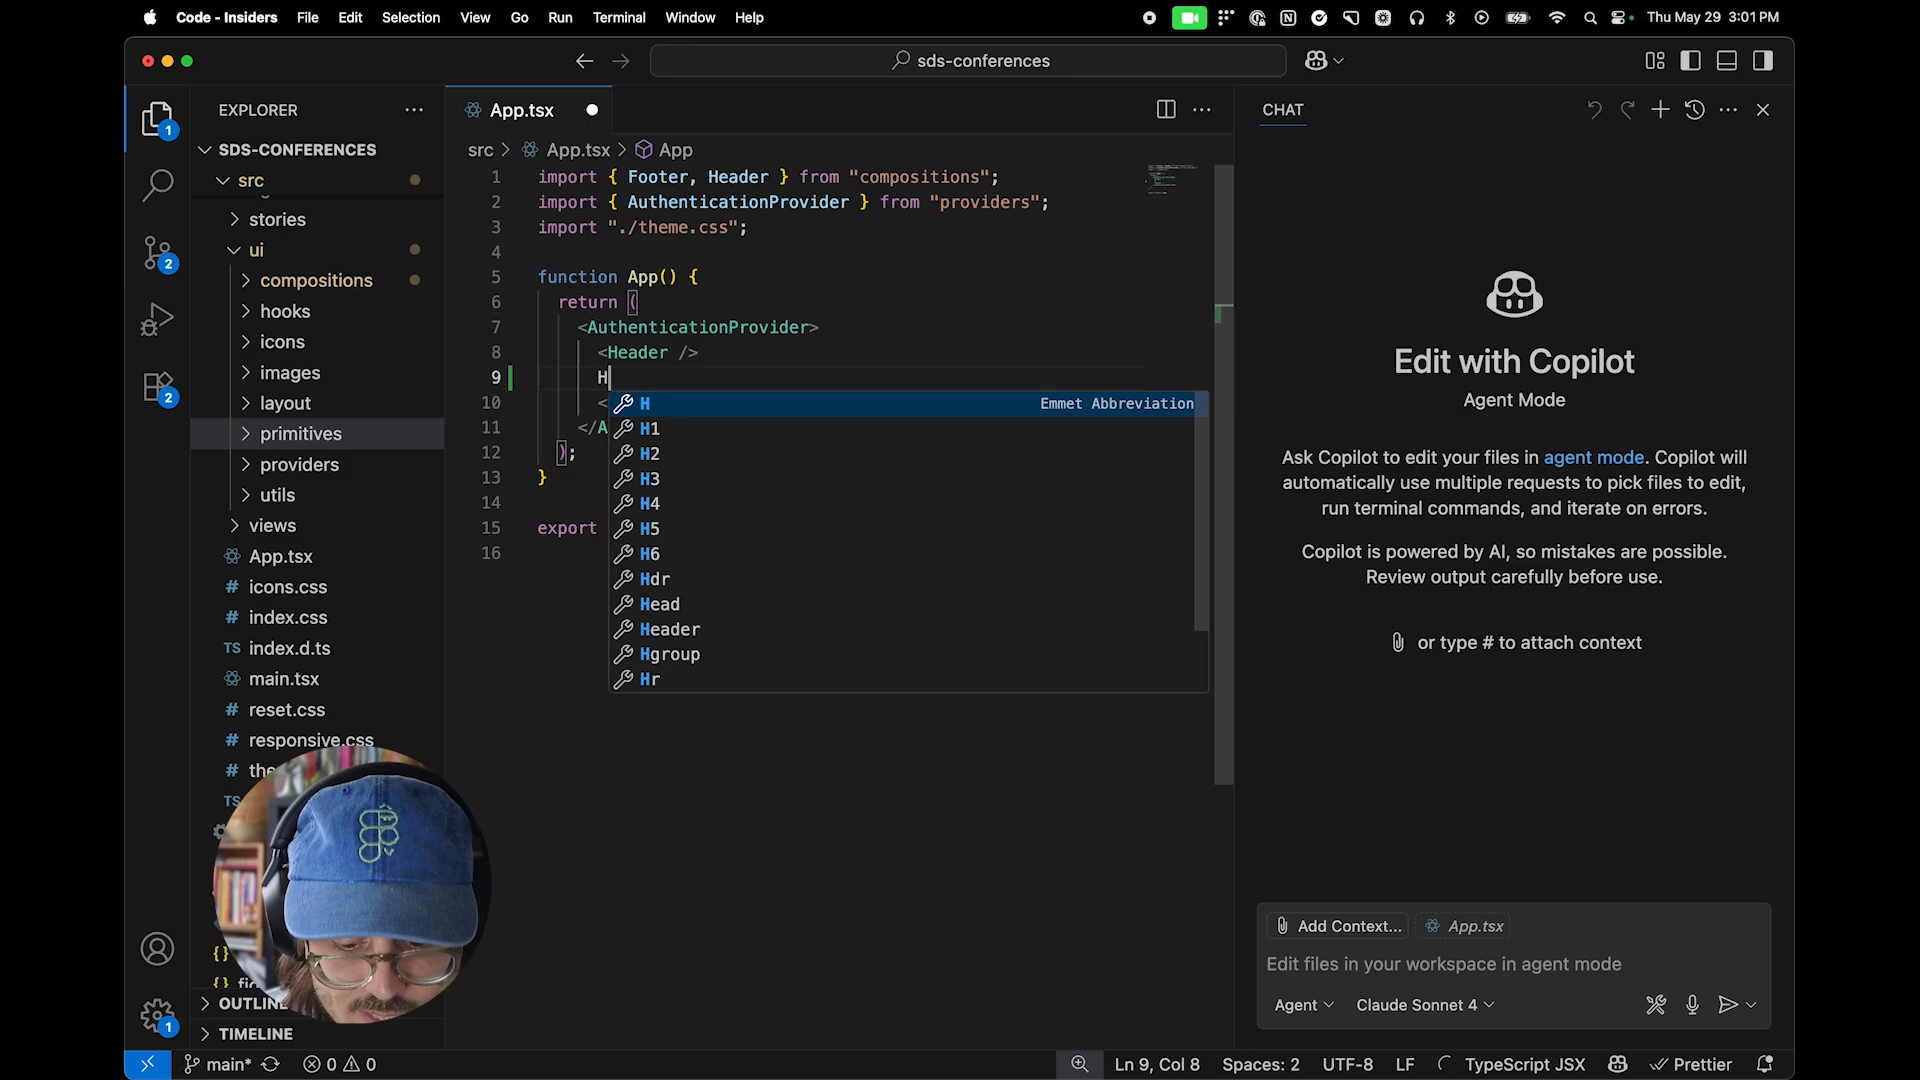 Code - Insiders File Edit Selection View Go Run Terminal Window Help
Thu May 29 3:01 PM
sds-conferences
EXPLORER
SDS-CONFERENCES
src
stories
ui
compositions
hooks
icons
images
layout
primitives
providers
utils
views
App.tsx
icons.css
index.css
TS index.d.ts
main.tsx
reset.css
responsive.css
the
TS
{}
{} fig
OUTLINE
TIMELINE
1
2
2
1
App.tsx
src > App.tsx > App
1 import { Footer, Header } from "compositions";
2 import { AuthenticationProvider } from "providers";
3 import "./theme.css";
4
5 function App() {
6 return (
7 <AuthenticationProvider>
8 <Header />
9 H
10 <
11 </A
12 );
13 }
14
15 export
16
H Emmet Abbreviation
H1
H2
H3
H4
H5
H6
Hdr
Head
Header
Hgroup
Hr
CHAT
Edit with Copilot
Agent Mode
Ask Copilot to edit your files in agent mode. Copilot will
automatically use multiple requests to pick files to edit,
run terminal commands, and iterate on errors.
Copilot is powered by AI, so mistakes are possible.
Review output carefully before use.
or type # to attach context
Add Context... App.tsx
Edit files in your workspace in agent mode
Agent Claude Sonnet 4
main* 0 0
Ln 9, Col 8 Spaces: 2 UTF-8 LF TypeScript JSX Prettier